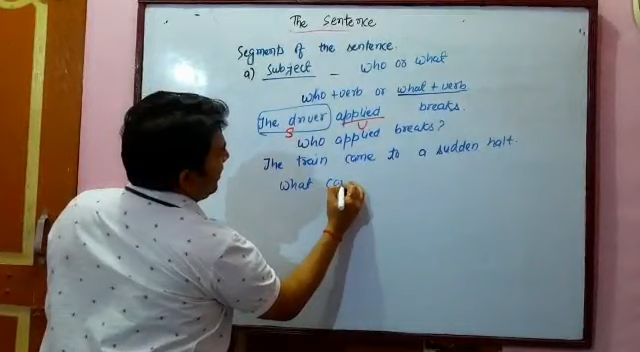 The Sentence
Segments of the sentence.
a) Subject - who or what
who + verb or what + verb
The driver applied breaks.
S V
who applied breaks?
The train came to a sudden halt.
what ca